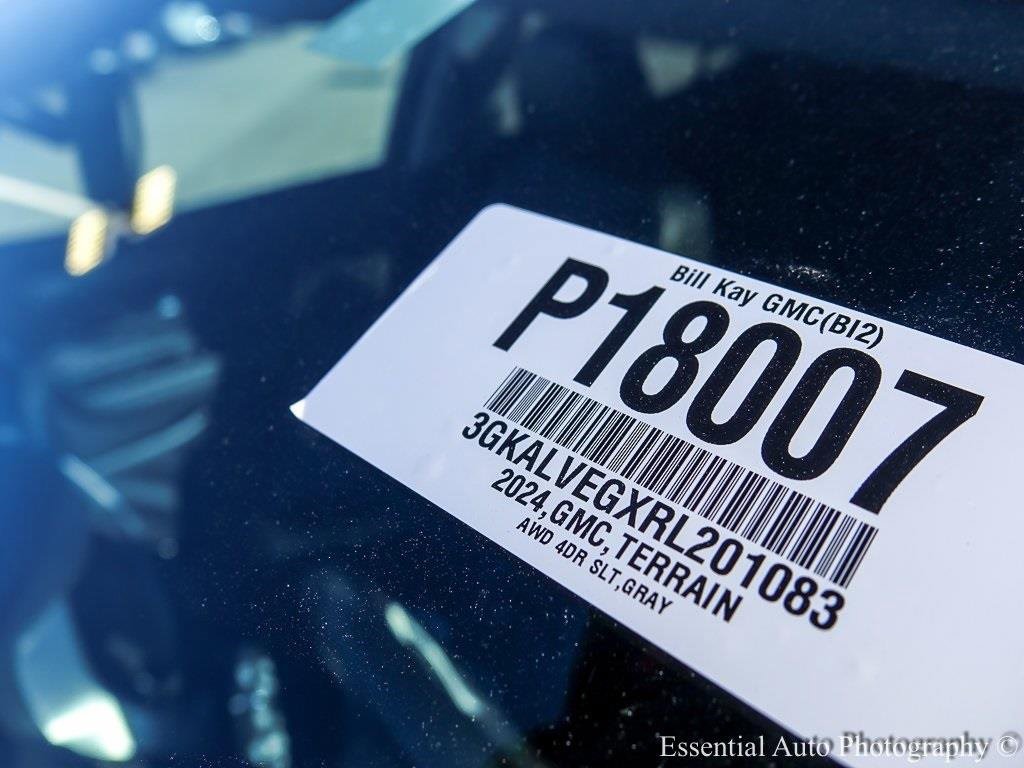 Bill Kay GMC(BI2)
P18007
3GKALVEGXRL201083
2024, GMC, TERRAIN
AWD 4DR SLT,GRAY
Essential Auto Photography ©